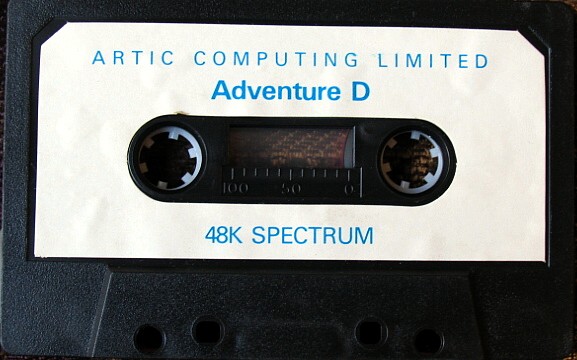 ARTIC COMPUTING LIMITED
Adventure D
100 50 0
48K SPECTRUM